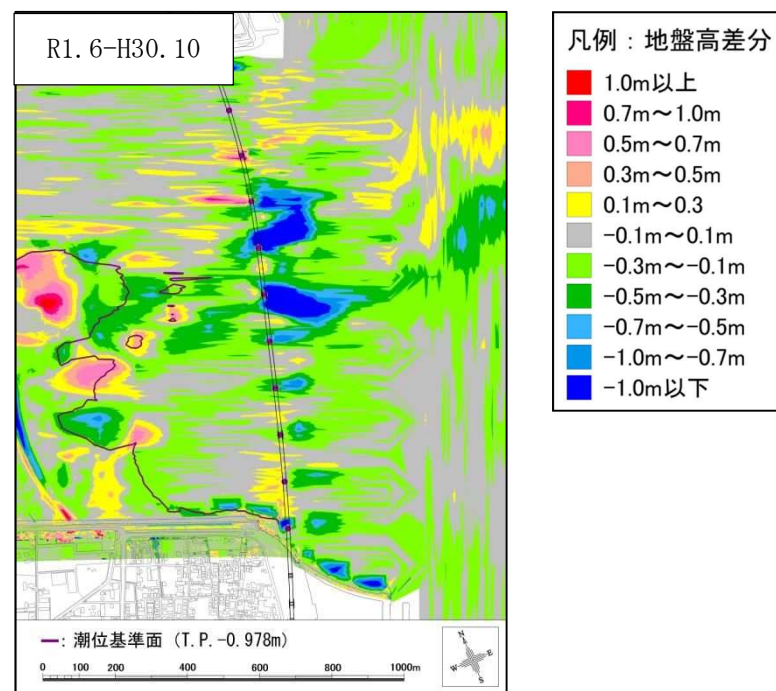 R1.6-H30.10
凡例：地盤高差分
1.0m以上
0.7m～1.0m
0.5m～0.7m
0.3m～0.5m
0.1m～0.3
-0.1m～0.1m
-0.3m～-0.1m
-0.5m～-0.3m
-0.7m～-0.5m
-1.0m～-0.7m
-1.0m以下
━: 潮位基準面 (T.P.-0.978m)
0 100 200 400 600 800 1000m
N
W E
S